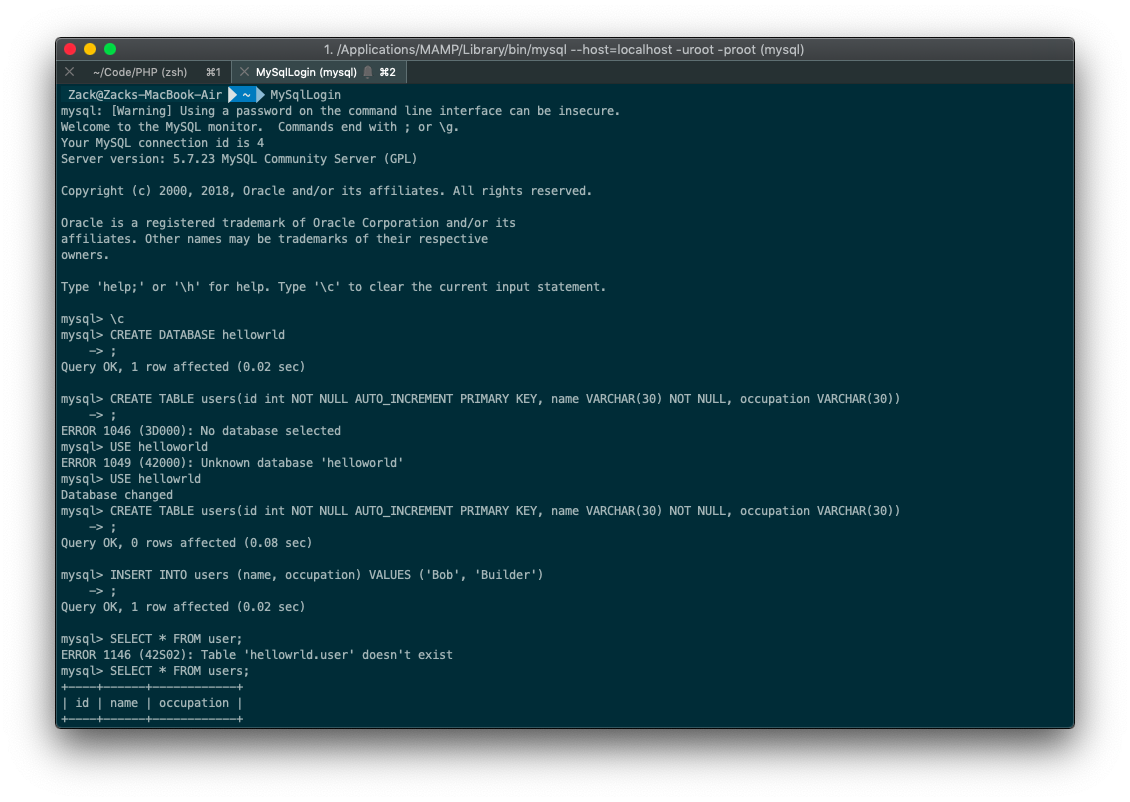 1. /Applications/MAMP/Library/bin/mysql --host=localhost -uroot -proot (mysql)
~/Code/PHP (zsh) ⌘1 MySqlLogin (mysql) ⌘2
Zack@Zacks-MacBook-Air ~ MySqlLogin
mysql: [Warning] Using a password on the command line interface can be insecure.
Welcome to the MySQL monitor.  Commands end with ; or \g.
Your MySQL connection id is 4
Server version: 5.7.23 MySQL Community Server (GPL)
Copyright (c) 2000, 2018, Oracle and/or its affiliates. All rights reserved.
Oracle is a registered trademark of Oracle Corporation and/or its
affiliates. Other names may be trademarks of their respective
owners.
Type 'help;' or '\h' for help. Type '\c' to clear the current input statement.
mysql> \c
mysql> CREATE DATABASE hellowrld
    -> ;
Query OK, 1 row affected (0.02 sec)
mysql> CREATE TABLE users(id int NOT NULL AUTO_INCREMENT PRIMARY KEY, name VARCHAR(30) NOT NULL, occupation VARCHAR(30))
    -> ;
ERROR 1046 (3D000): No database selected
mysql> USE helloworld
ERROR 1049 (42000): Unknown database 'helloworld'
mysql> USE hellowrld
Database changed
mysql> CREATE TABLE users(id int NOT NULL AUTO_INCREMENT PRIMARY KEY, name VARCHAR(30) NOT NULL, occupation VARCHAR(30))
    -> ;
Query OK, 0 rows affected (0.08 sec)
mysql> INSERT INTO users (name, occupation) VALUES ('Bob', 'Builder')
    -> ;
Query OK, 1 row affected (0.02 sec)
mysql> SELECT * FROM user;
ERROR 1146 (42S02): Table 'hellowrld.user' doesn't exist
mysql> SELECT * FROM users;
+----+------+------------+
| id | name | occupation |
+----+------+------------+